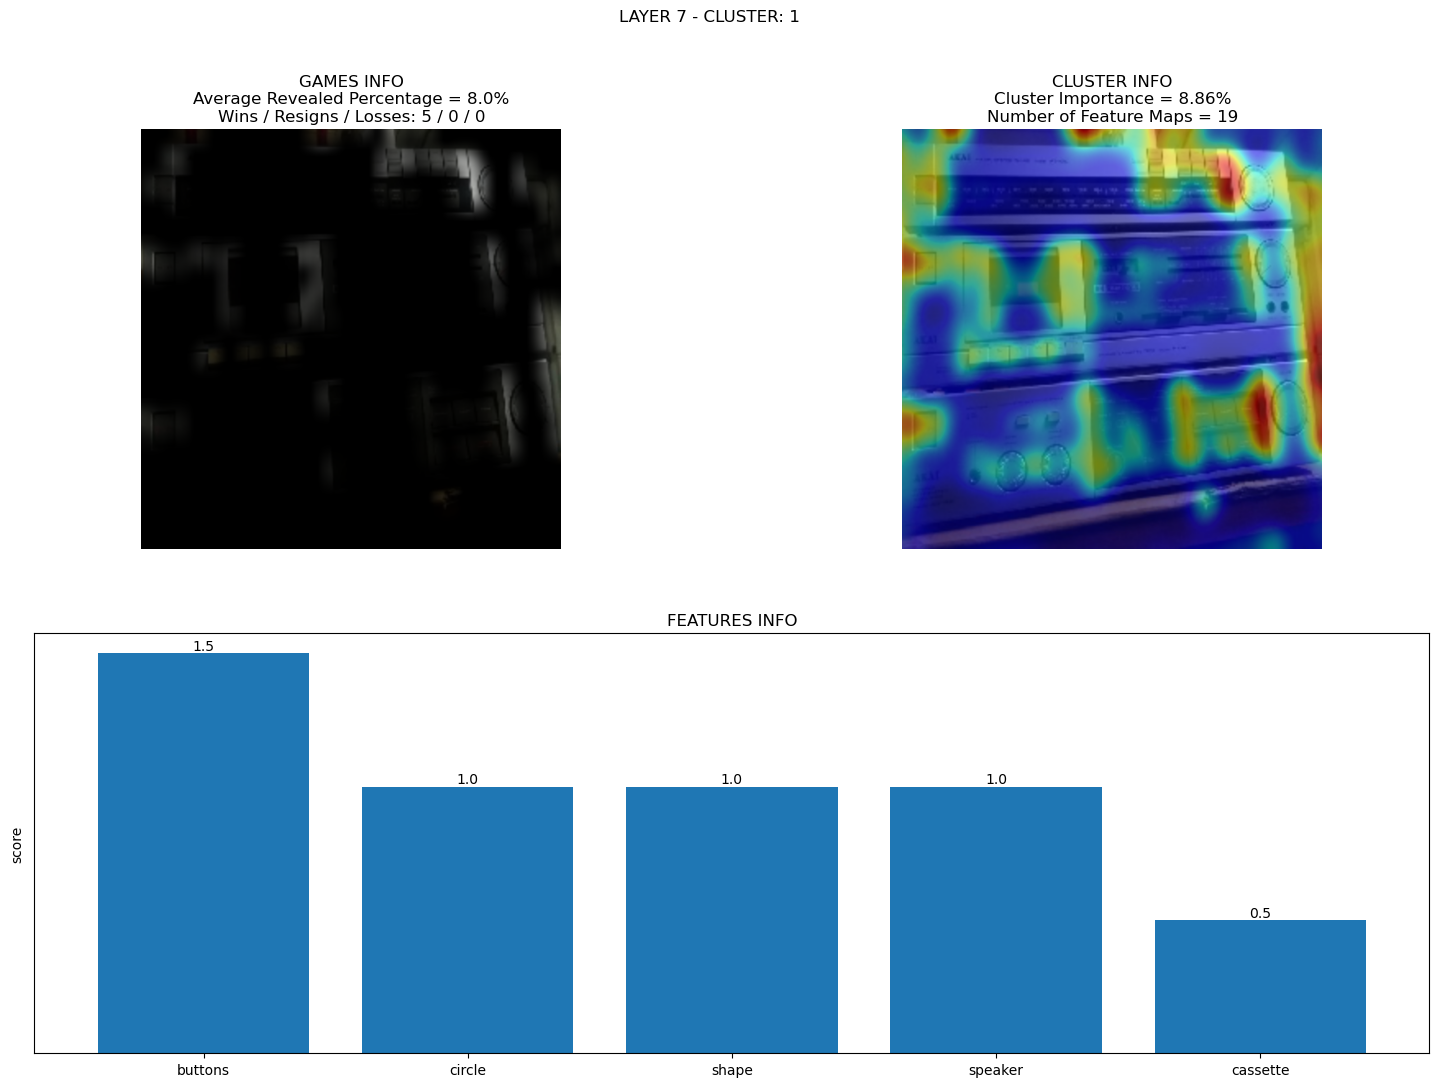 LAYER 7 - CLUSTER: 1
GAMES INFO
Average Revealed Percentage = 8.0%
Wins / Resigns / Losses: 5 / 0 / 0
CLUSTER INFO
Cluster Importance = 8.86%
Number of Feature Maps = 19
AKAI
FEATURES INFO
score
1.5
1.0
1.0
1.0
0.5
buttons
circle
shape
speaker
cassette